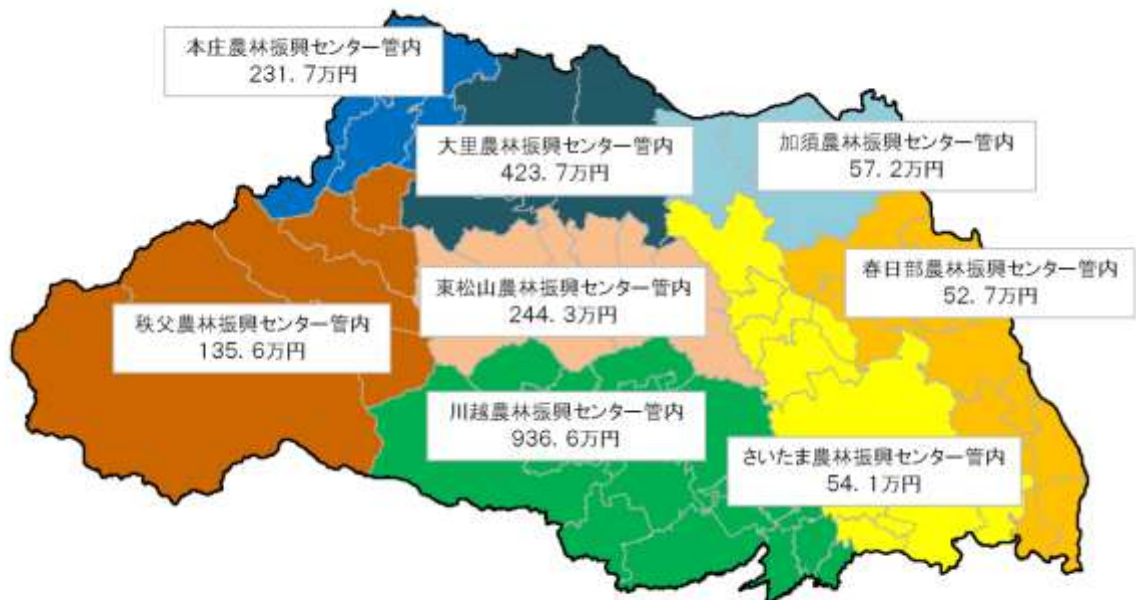 本庄農林振興センター管内
231.7万円
大里農林振興センター管内
423.7万円
加須農林振興センター管内
57.2万円
春日部農林振興センター管内
52.7万円
東松山農林振興センター管内
244.3万円
秩父農林振興センター管内
135.6万円
川越農林振興センター管内
936.6万円
さいたま農林振興センター管内
54.1万円